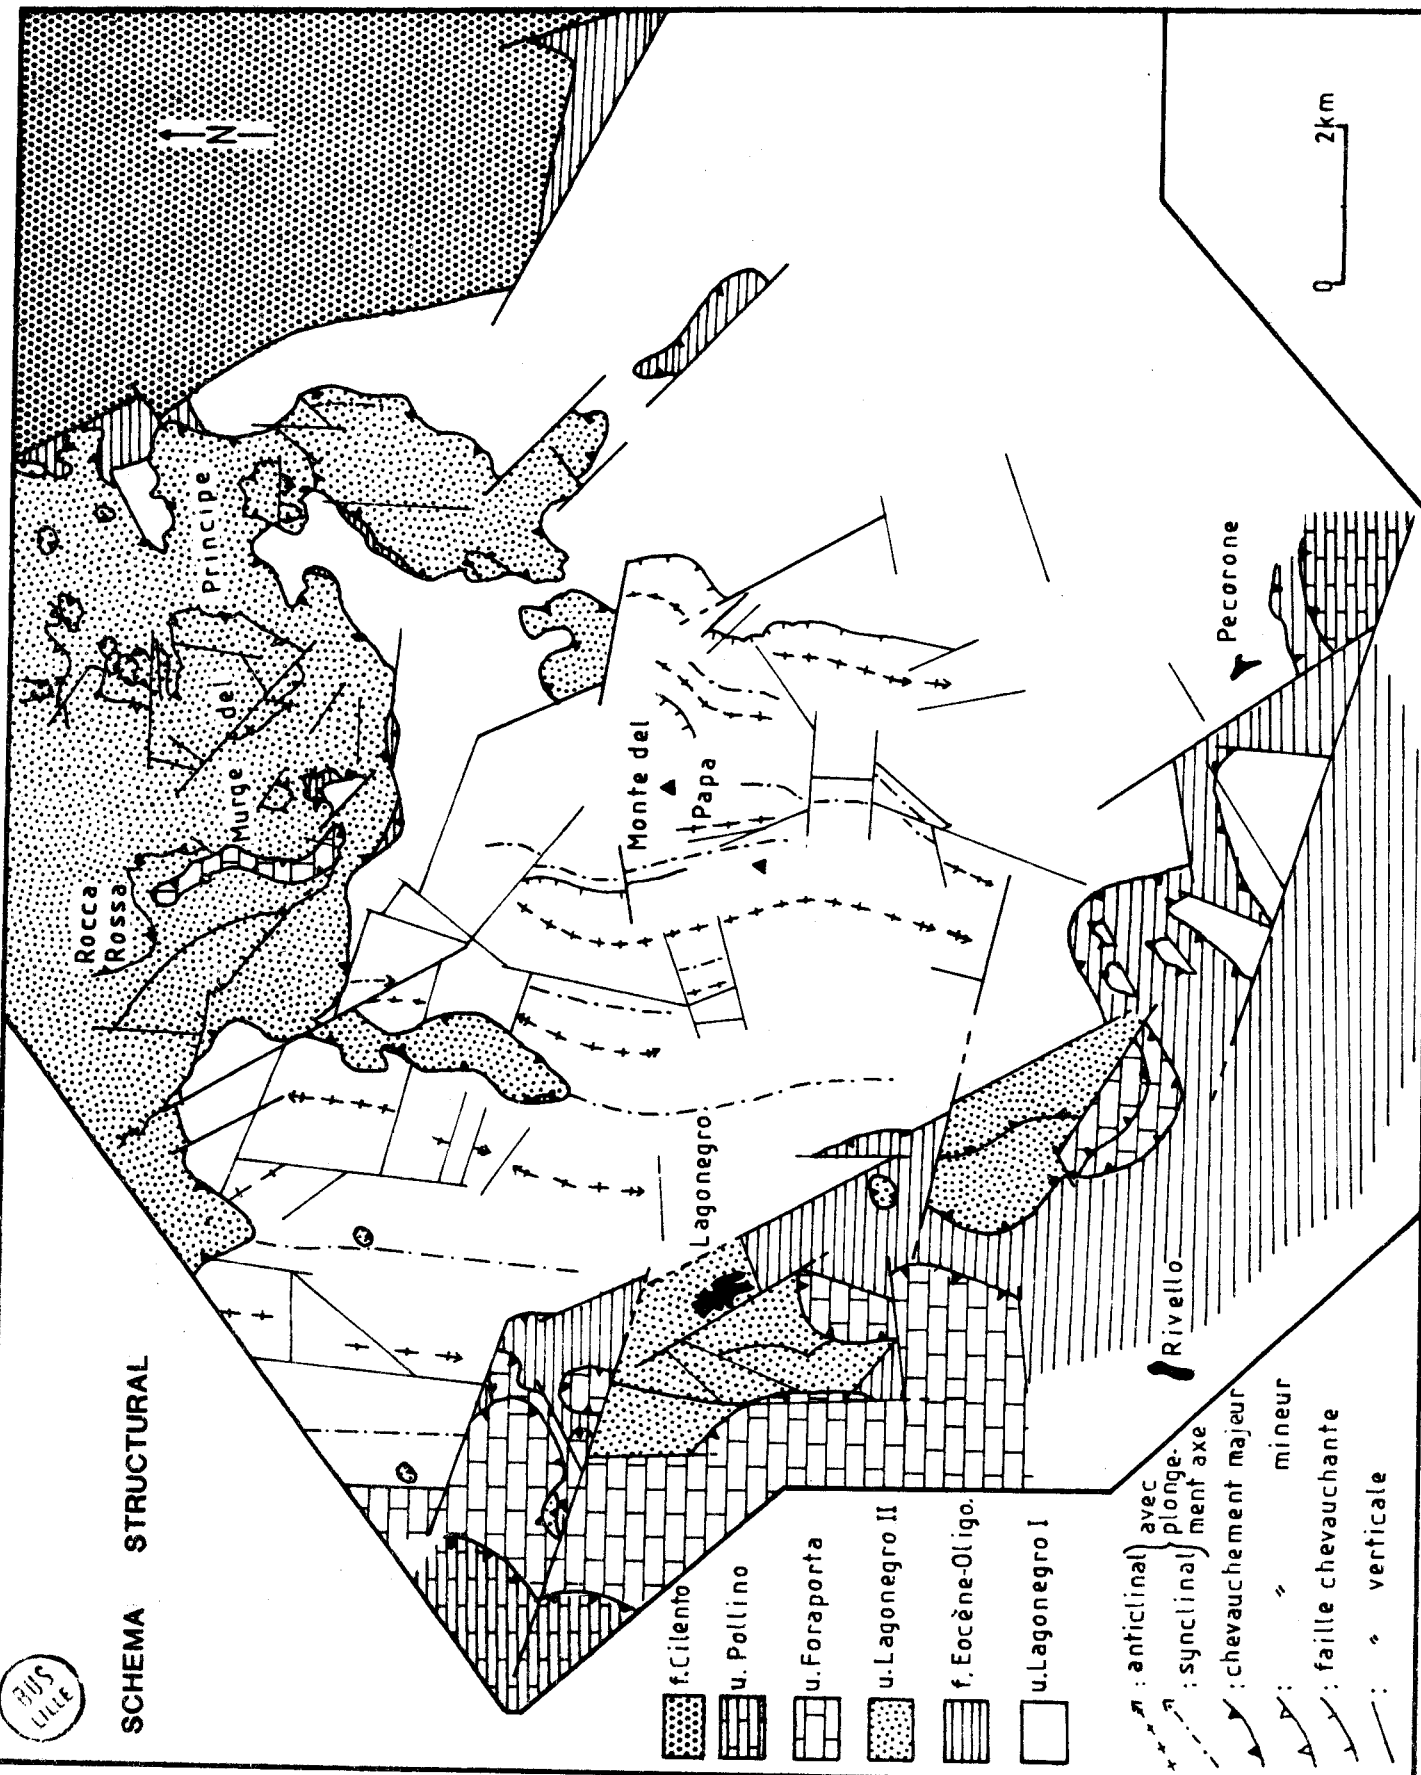 BUS
LILLE
SCHEMA STRUCTURAL
N
Rocca
Rossa
Murge del Principe
Monte del
Papa
Lagonegro
Pecorone
Rivello
0 2km
f.Cilento
u. Pollino
u.Foraporta
u.Lagonegro II
f. Eocène-Oligo.
u.Lagonegro I
: anticlinal } avec
: synclinal } plonge-
ment axe
: chevauchement majeur
: " mineur
: faille chevauchante
: " verticale